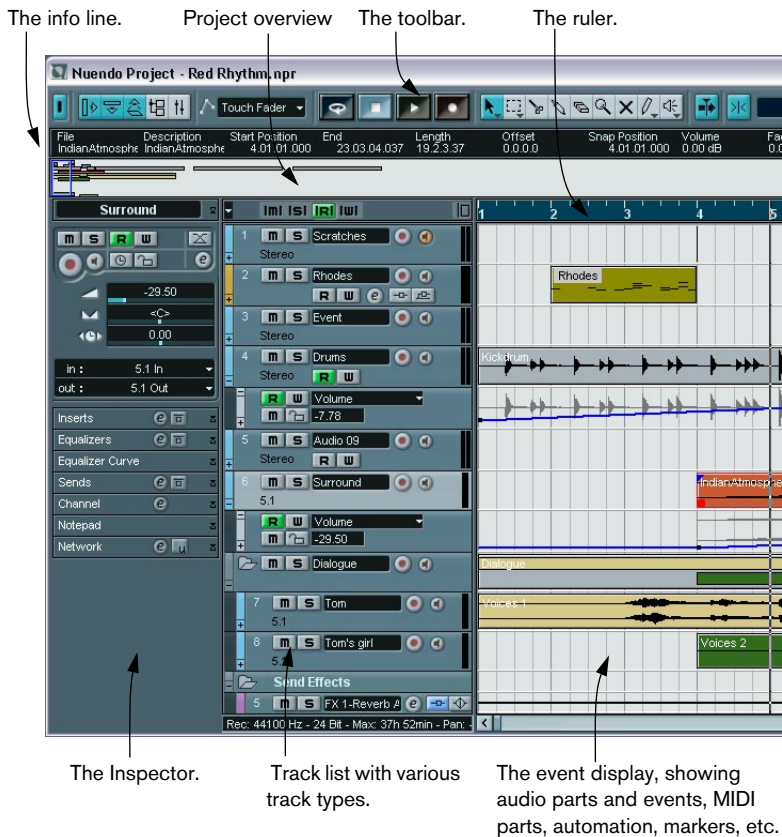 The info line.
Project overview
The toolbar.
The ruler.
Nuendo Project - Red Rhythm.npr
Touch Fader
File Description Start Position End Length Offset Snap Position Volume Fa
IndianAtmosphe IndianAtmosphe 4.01.01.000 23.03.04.037 19.2.3.37 0.0.0.0 4.01.01.000 0.00 dB 0.0
Surround
m s R W
-29.50
<C>
0.00
in : 5.1 In
out : 5.1 Out
Inserts
Equalizers
Equalizer Curve
Sends
Channel
Notepad
Network
|m| |s| |R| |W|
1 2 3 4 5
1 m s Scratches
Stereo
2 m s Rhodes
R W e
Rhodes
3 m s Event
Stereo
4 m s Drums
Stereo R W
Kickdrum
R W Volume
m -7.78
5 m s Audio 09
Stereo R W
6 m s Surround
5.1
IndianAtmosphe
R W Volume
m -29.50
m s Dialogue
Dialogue
7 m s Tom
5.1
Voices 1
8 m s Tom's girl
Voices 2
Send Effects
5 m s FX 1-Reverb A e
Rec: 44100 Hz - 24 Bit - Max: 37h 52min - Pan: -
The Inspector.
Track list with various
track types.
The event display, showing
audio parts and events, MIDI
parts, automation, markers, etc.